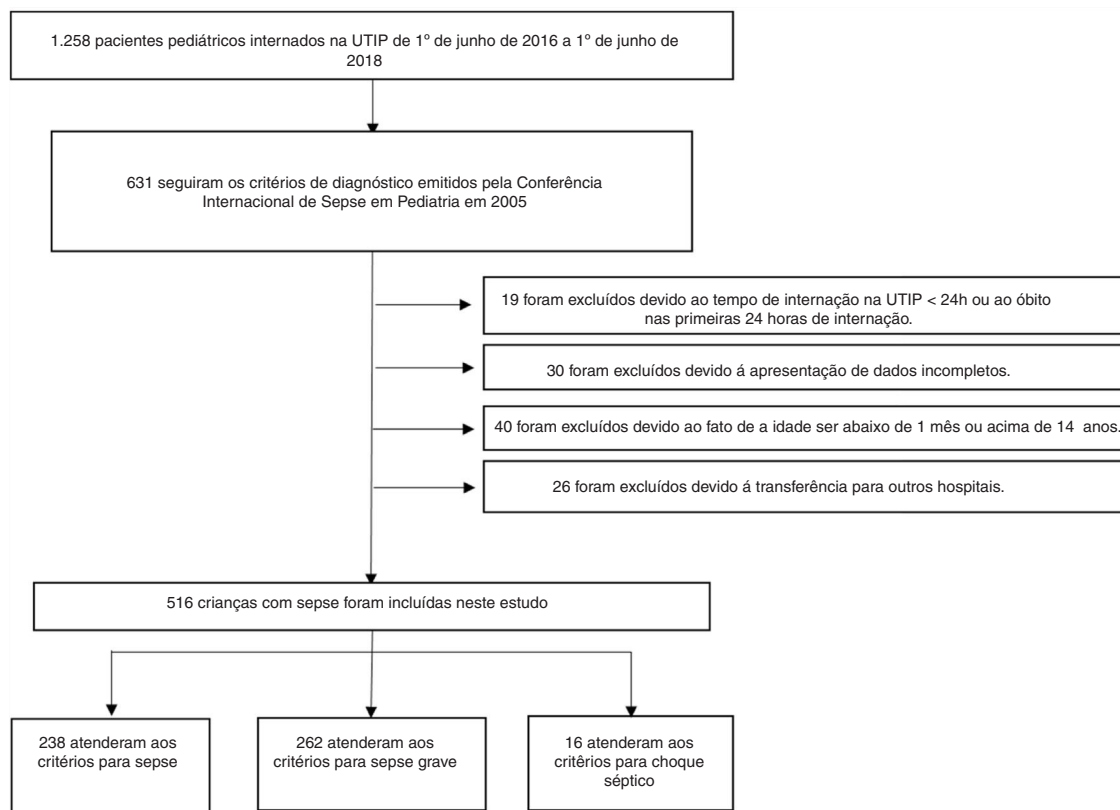 1.258 pacientes pediátricos internados na UTIP de 1º de junho de 2016 a 1º de junho de
2018
631 seguiram os critérios de diagnóstico emitidos pela Conferência
Internacional de Sepse em Pediatria em 2005
19 foram excluídos devido ao tempo de internação na UTIP < 24h ou ao óbito
nas primeiras 24 horas de internação.
30 foram excluídos devido á apresentação de dados incompletos.
40 foram excluídos devido ao fato de a idade ser abaixo de 1 mês ou acima de 14 anos.
26 foram excluídos devido á transferência para outros hospitais.
516 crianças com sepse foram incluídas neste estudo
238 atenderam aos
critérios para sepse
262 atenderam aos
critérios para sepse grave
16 atenderam aos
critêrios para choque
séptico